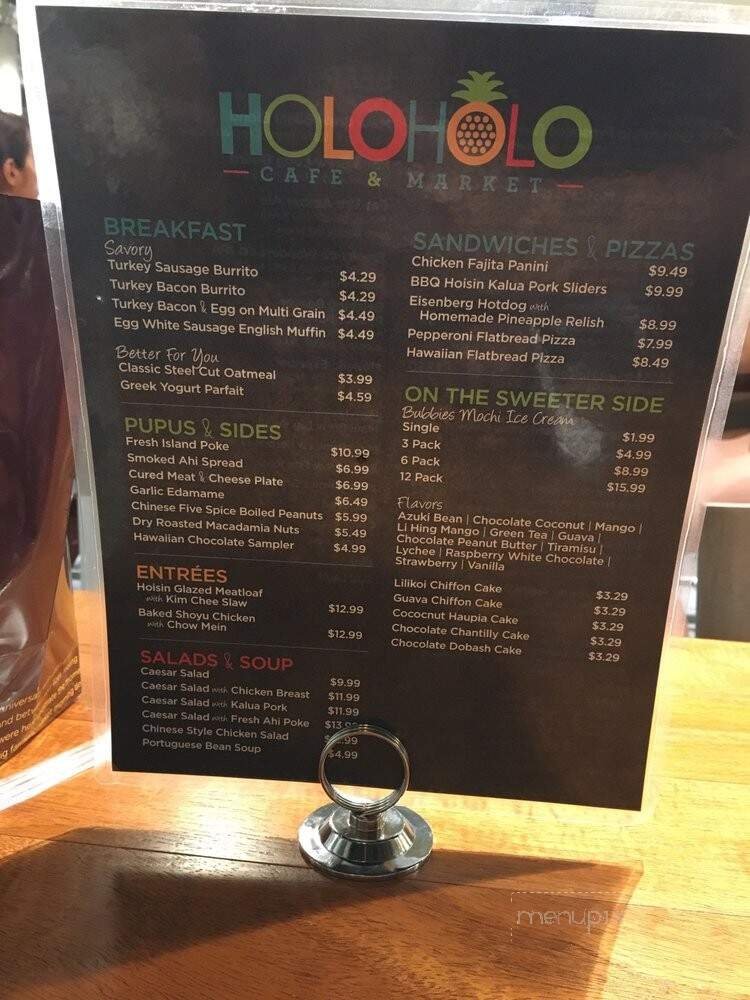 HOLOHOLO
CAFE & MARKET
BREAKFAST
Savory
Turkey Sausage Burrito $4.29
Turkey Bacon Burrito $4.29
Turkey Bacon & Egg on Multi Grain $4.49
Egg White Sausage English Muffin $4.49
Better For You
Classic Steel Cut Oatmeal $3.99
Greek Yogurt Parfait $4.59
PUPUS & SIDES
Fresh Island Poke $10.99
Smoked Ahi Spread $6.99
Cured Meat & Cheese Plate $6.99
Garlic Edamame $6.49
Chinese Five Spice Boiled Peanuts $5.99
Dry Roasted Macadamia Nuts $5.49
Hawaiian Chocolate Sampler $4.99
ENTRÉES
Hoisin Glazed Meatloaf
with Kim Chee Slaw $12.99
Baked Shoyu Chicken
with Chow Mein $12.99
SALADS & SOUP
Caesar Salad $9.99
Caesar Salad with Chicken Breast $11.99
Caesar Salad with Kalua Pork $11.99
Caesar Salad with Fresh Ahi Poke
Chinese Style Chicken Salad
Portuguese Bean Soup $4.99
SANDWICHES & PIZZAS
Chicken Fajita Panini $9.49
BBQ Hoisin Kalua Pork Sliders $9.99
Eisenberg Hotdog with
Homemade Pineapple Relish $8.99
Pepperoni Flatbread Pizza $7.99
Hawaiian Flatbread Pizza $8.49
ON THE SWEETER SIDE
Bubbies Mochi Ice Cream
Single $1.99
3 Pack $4.99
6 Pack $8.99
12 Pack $15.99
Flavors
Azuki Bean | Chocolate Coconut | Mango |
Li Hing Mango | Green Tea | Guava |
Chocolate Peanut Butter | Tiramisu |
Lychee | Raspberry White Chocolate |
Strawberry | Vanilla
Lilikoi Chiffon Cake $3.29
Guava Chiffon Cake $3.29
Cococnut Haupia Cake $3.29
Chocolate Chantilly Cake $3.29
Chocolate Dobash Cake $3.29
menupix